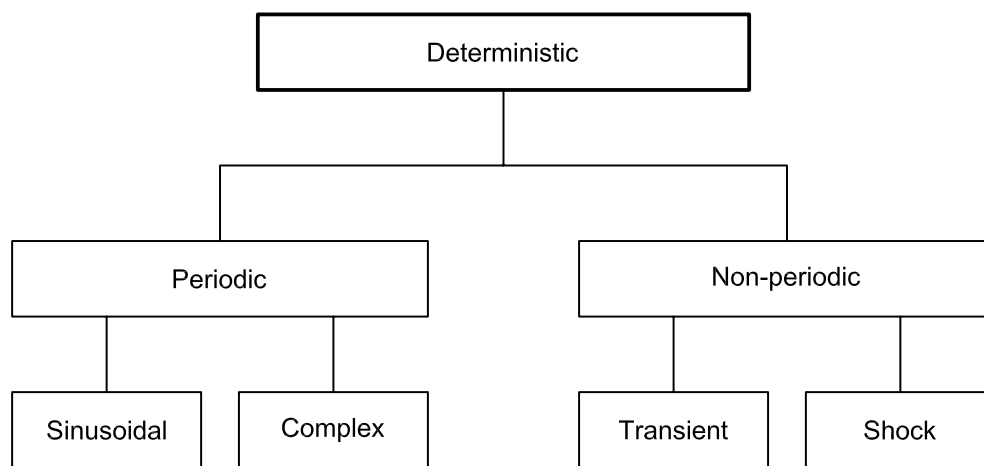 Deterministic
Periodic
Non-periodic
Sinusoidal
Complex
Transient
Shock